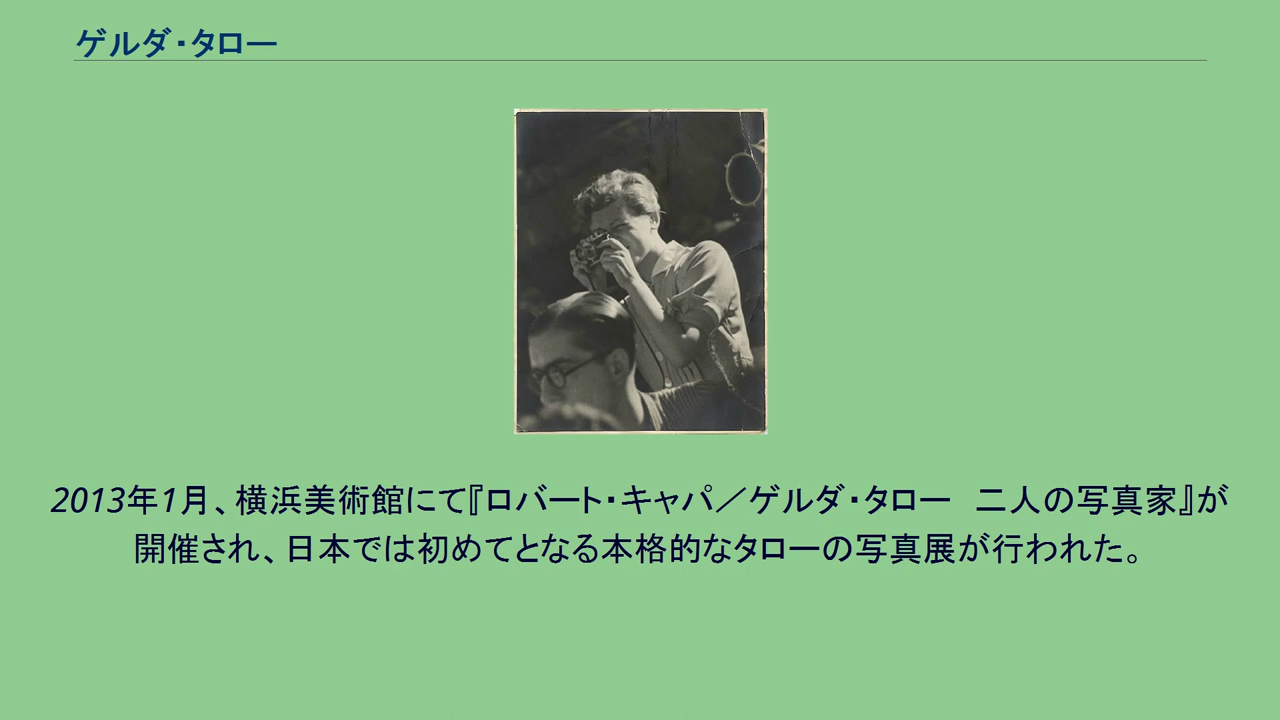 ゲルダ・タロー
2013年1月、横浜美術館にて『ロバート・キャパ／ゲルダ・タロー　二人の写真家』が
開催され、日本では初めてとなる本格的なタローの写真展が行われた。